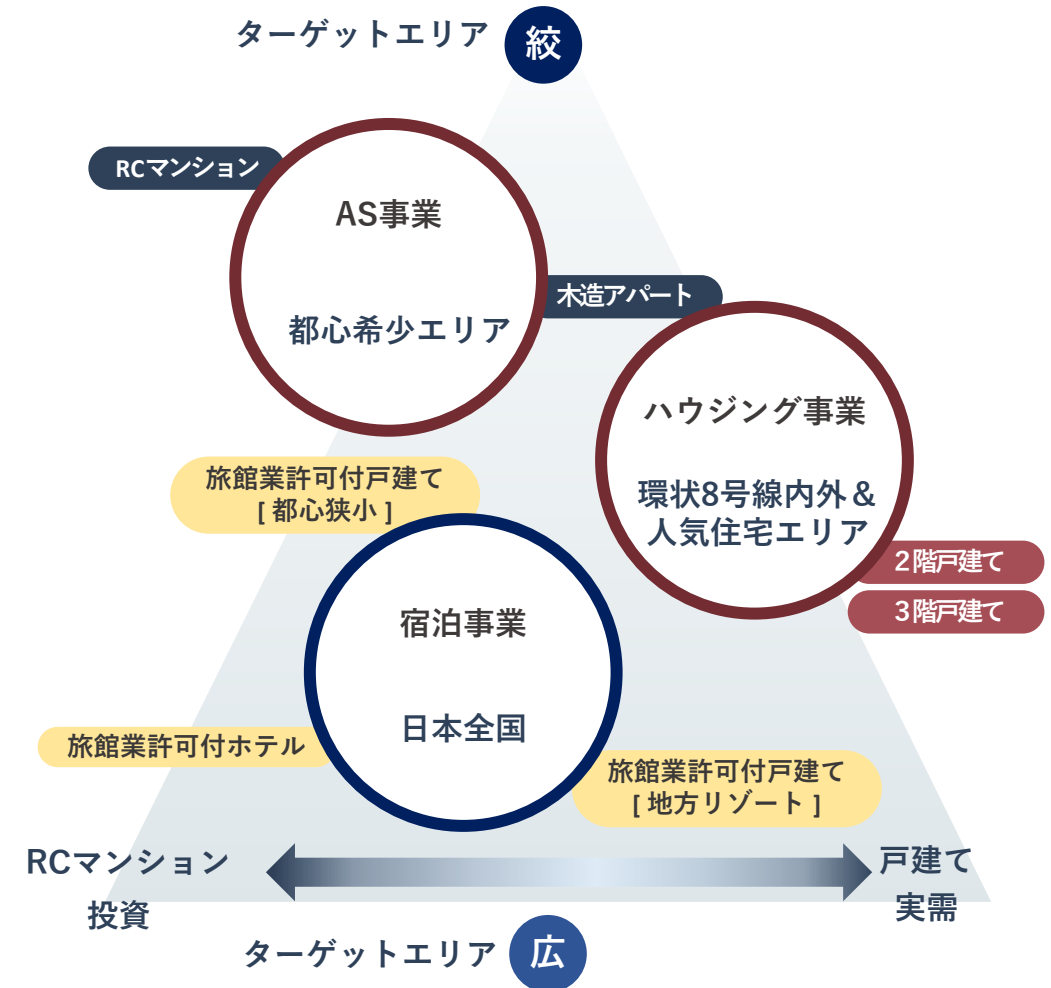 ターゲットエリア 絞
RCマンション
AS事業
都心希少エリア
木造アパート
ハウジング事業
環状8号線内外＆
人気住宅エリア
旅館業許可付戸建て
[ 都心狭小 ]
2階戸建て
3階戸建て
宿泊事業
日本全国
旅館業許可付ホテル
旅館業許可付戸建て
[ 地方リゾート ]
RCマンション
投資
戸建て
実需
ターゲットエリア 広